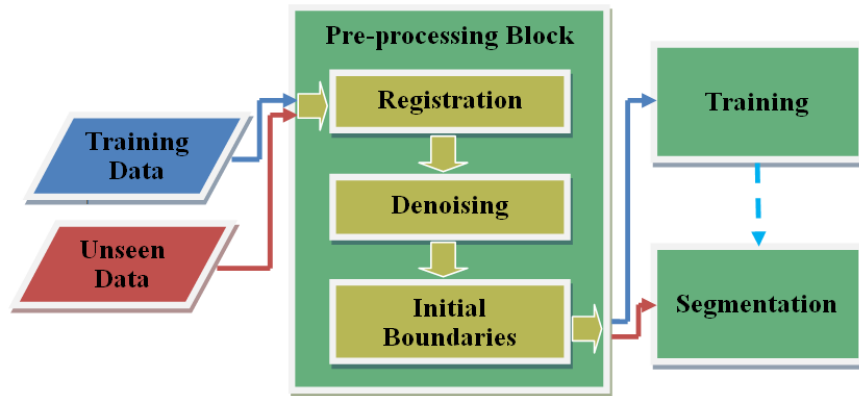 Pre-processing Block
Registration
Training
Training
Data
Denoising
Unseen
Data
Initial
Boundaries
Segmentation